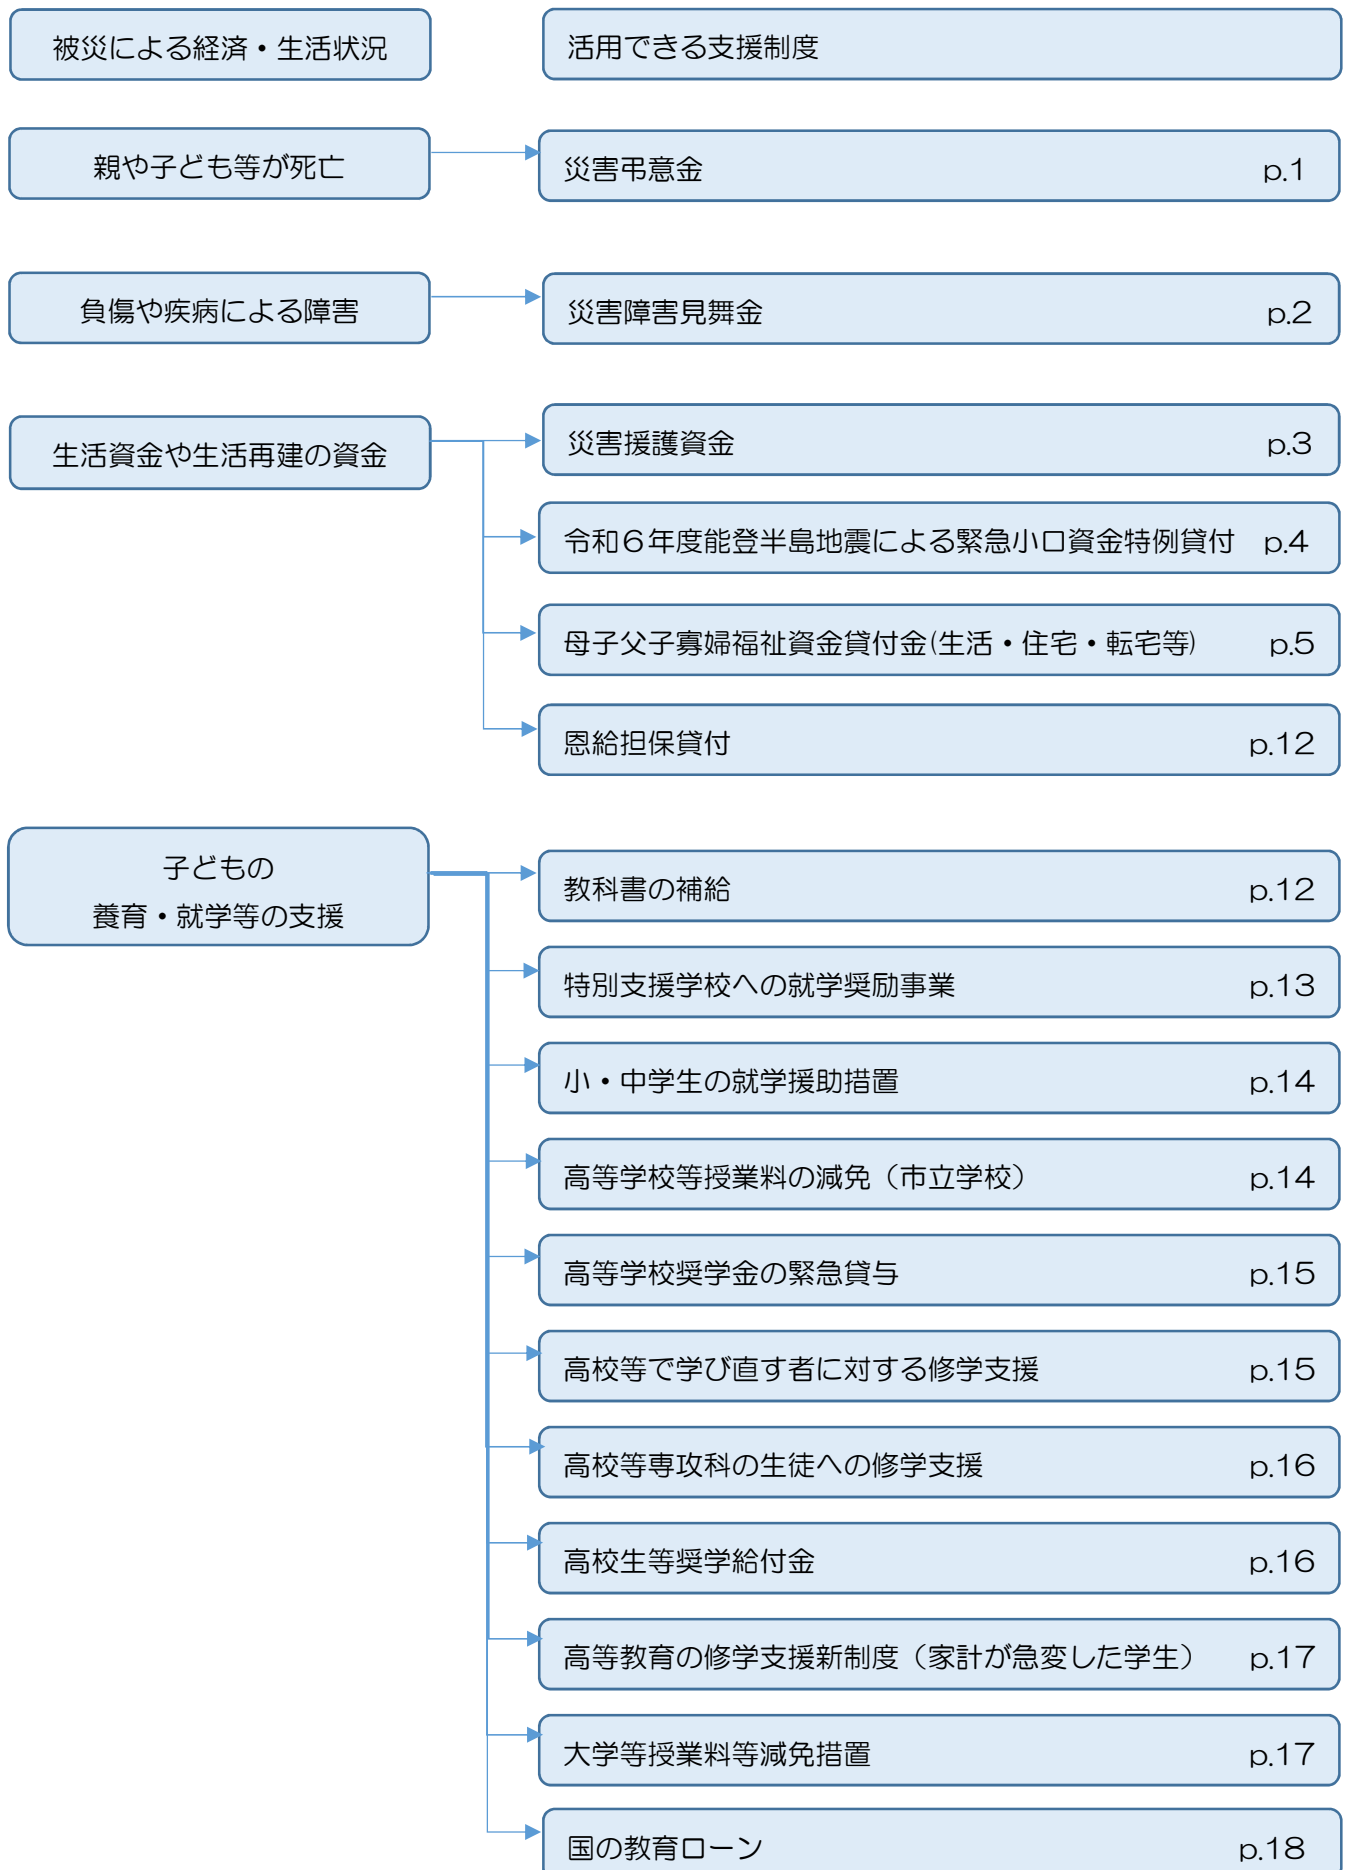 被災による経済・生活状況
活用できる支援制度
親や子ども等が死亡
災害弔意金 p.1
負傷や疾病による障害
災害障害見舞金 p.2
生活資金や生活再建の資金
災害援護資金 p.3
令和６年度能登半島地震による緊急小口資金特例貸付 p.4
母子父子寡婦福祉資金貸付金(生活・住宅・転宅等) p.5
恩給担保貸付 p.12
子どもの
養育・就学等の支援
教科書の補給 p.12
特別支援学校への就学奨励事業 p.13
小・中学生の就学援助措置 p.14
高等学校等授業料の減免（市立学校） p.14
高等学校奨学金の緊急貸与 p.15
高校等で学び直す者に対する修学支援 p.15
高校等専攻科の生徒への修学支援 p.16
高校生等奨学給付金 p.16
高等教育の修学支援新制度（家計が急変した学生） p.17
大学等授業料等減免措置 p.17
国の教育ローン p.18